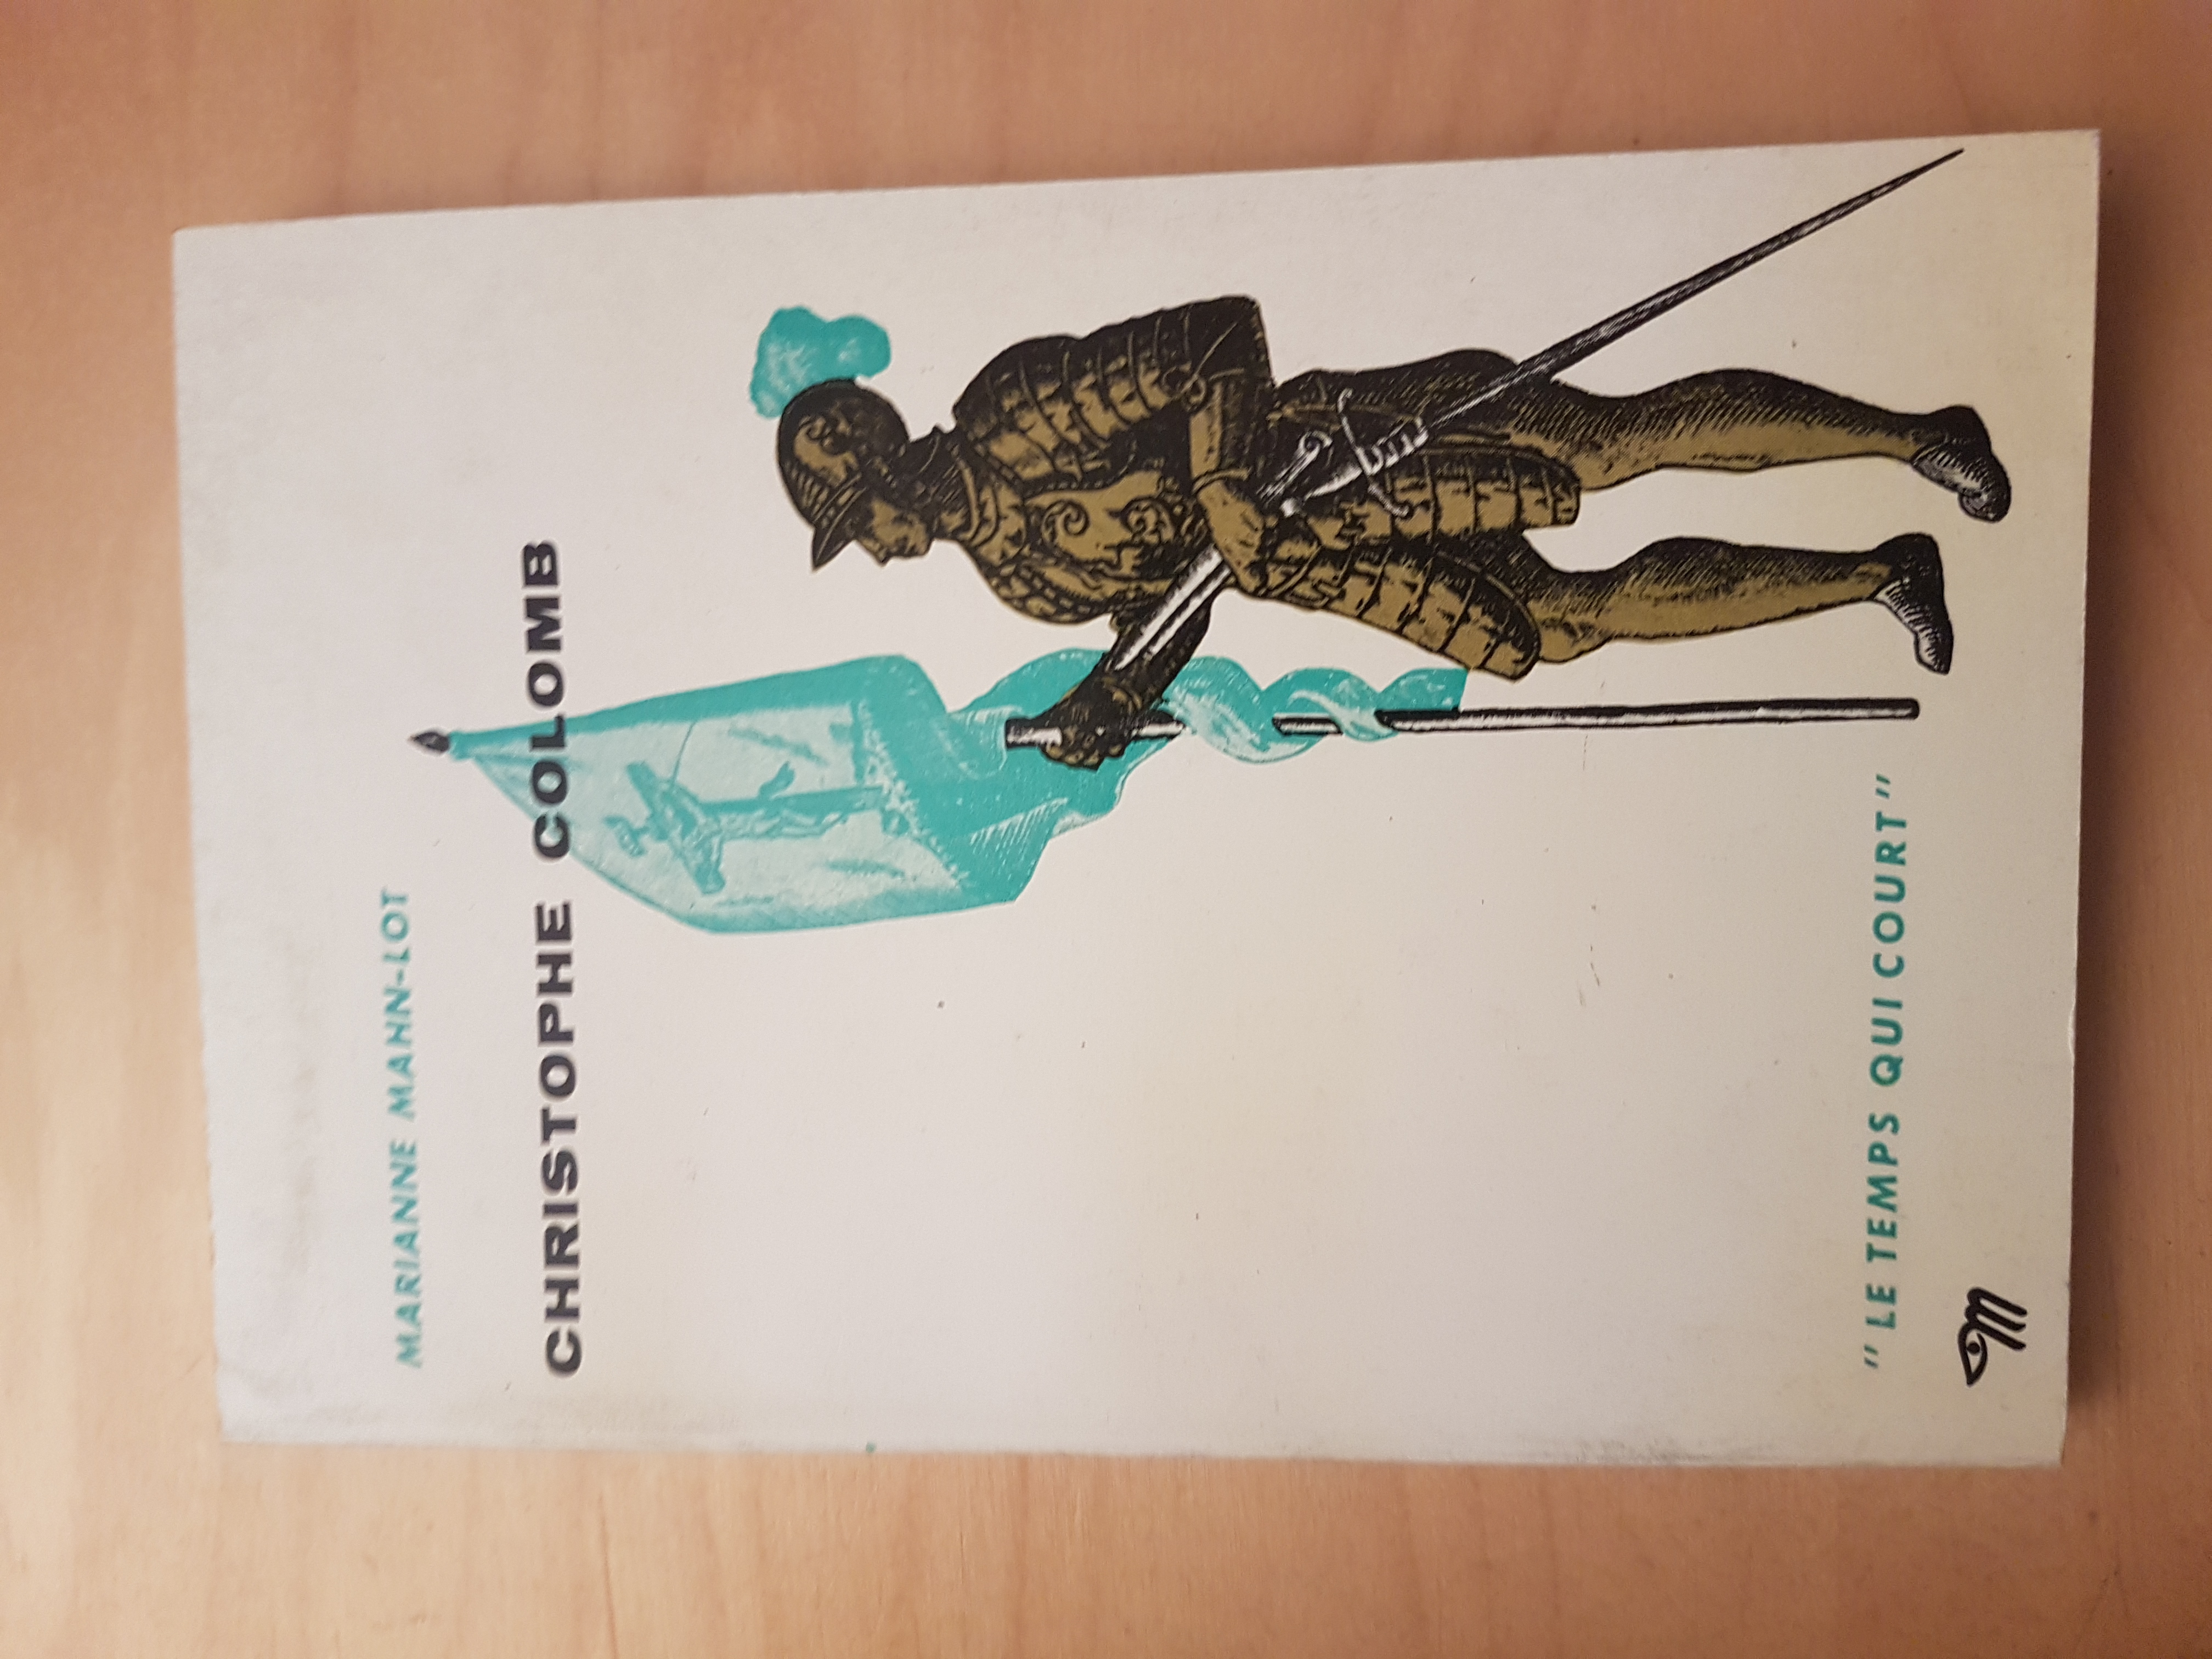 MARIANNE MAHN-LOT
CHRISTOPHE COLOMB
"LE TEMPS QUI COURT"